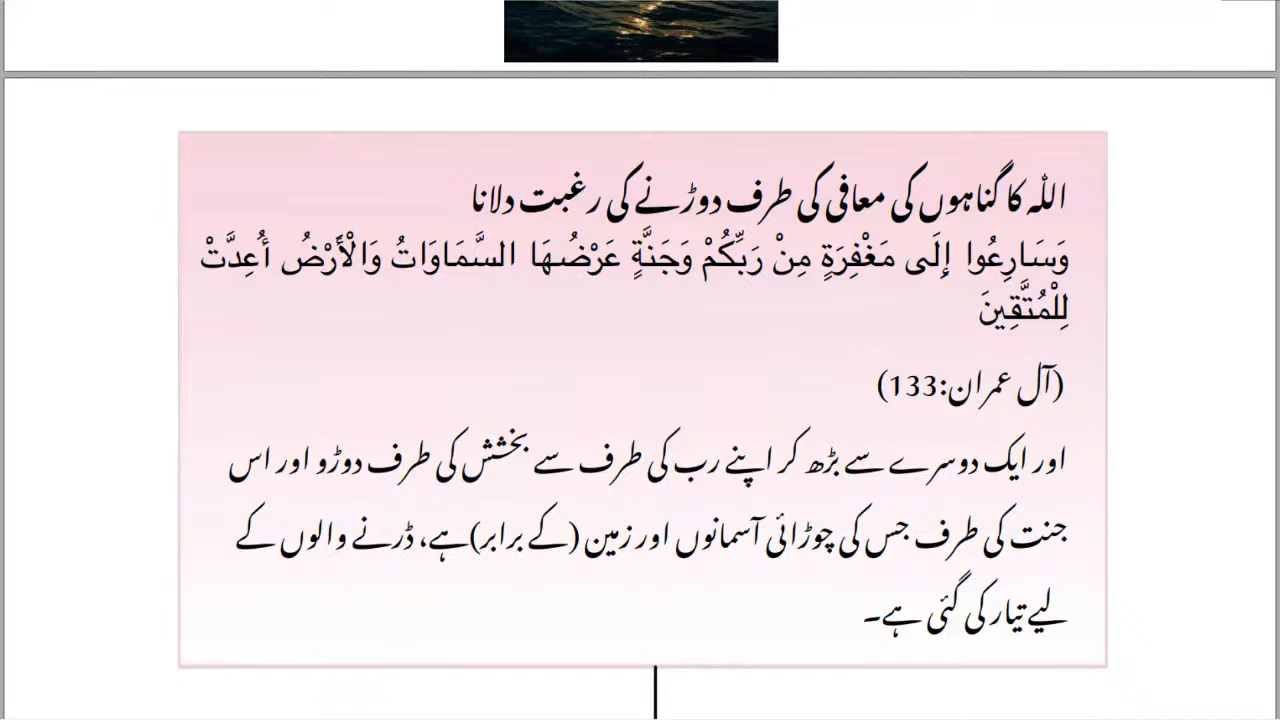 اللہ کا گناہوں کی معافی کی طرف دوڑنے کی رغبت دلانا
وَسَارِعُوا إِلَى مَغْفِرَةٍ مِنْ رَبِّكُمْ وَجَنَّةٍ عَرْضُهَا السَّمَاوَاتُ وَالْأَرْضُ أُعِدَّتْ
لِلْمُتَّقِينَ
(آل عمران:133)
اور ایک دوسرے سے بڑھ کر اپنے رب کی طرف سے بخشش کی طرف دوڑو اور اس
جنت کی طرف جس کی چوڑائی آسمانوں اور زمین (کے برابر)ہے، ڈرنے والوں کے
لیے تیار کی گئی ہے۔